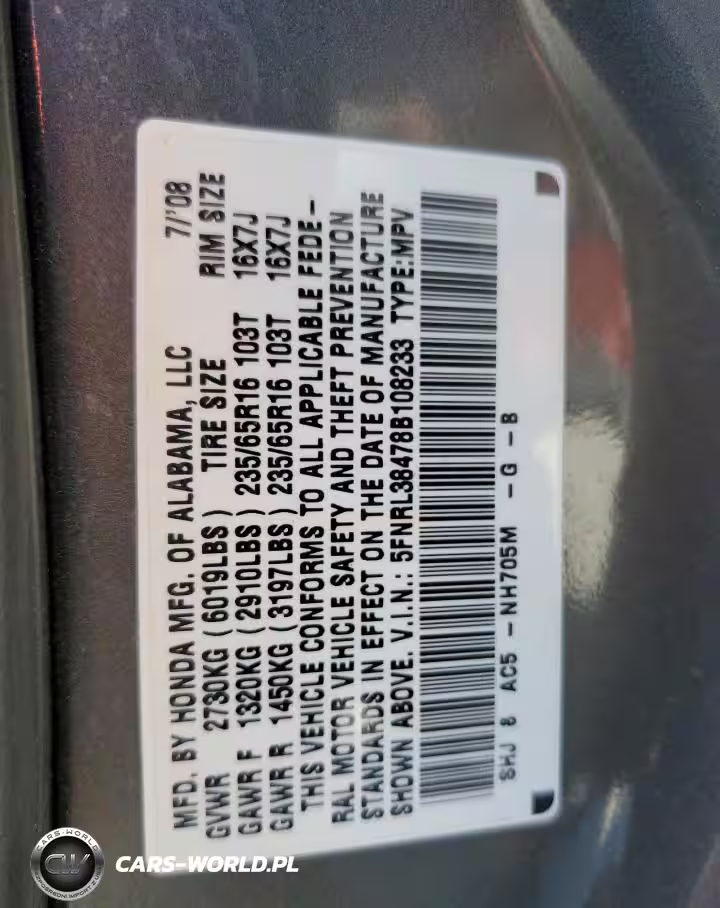 MFD. BY HONDA MFG. OF ALABAMA, LLC 7/'08
GVWR 2730KG (6019LBS) TIRE SIZE RIM SIZE
GAWR F 1320KG (2910LBS) 235/65R16 103T 16X7J
GAWR R 1450KG (3197LBS) 235/65R16 103T 16X7J
THIS VEHICLE CONFORMS TO ALL APPLICABLE FEDE-
RAL MOTOR VEHICLE SAFETY AND THEFT PREVENTION
STANDARDS IN EFFECT ON THE DATE OF MANUFACTURE
SHOWN ABOVE. V.I.N.: 5FNRL38478B108233 TYPE:MPV
SHJ 8 AC5 -NH705M -G -B
CARS-WORLD
CW
CARS-WORLD.PL